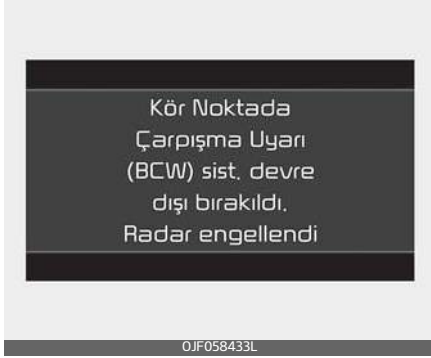 Kör Noktada
Çarpışma Uyarı
(BCW) sist. devre
dışı bırakıldı.
Radar engellendi
OJF058433L